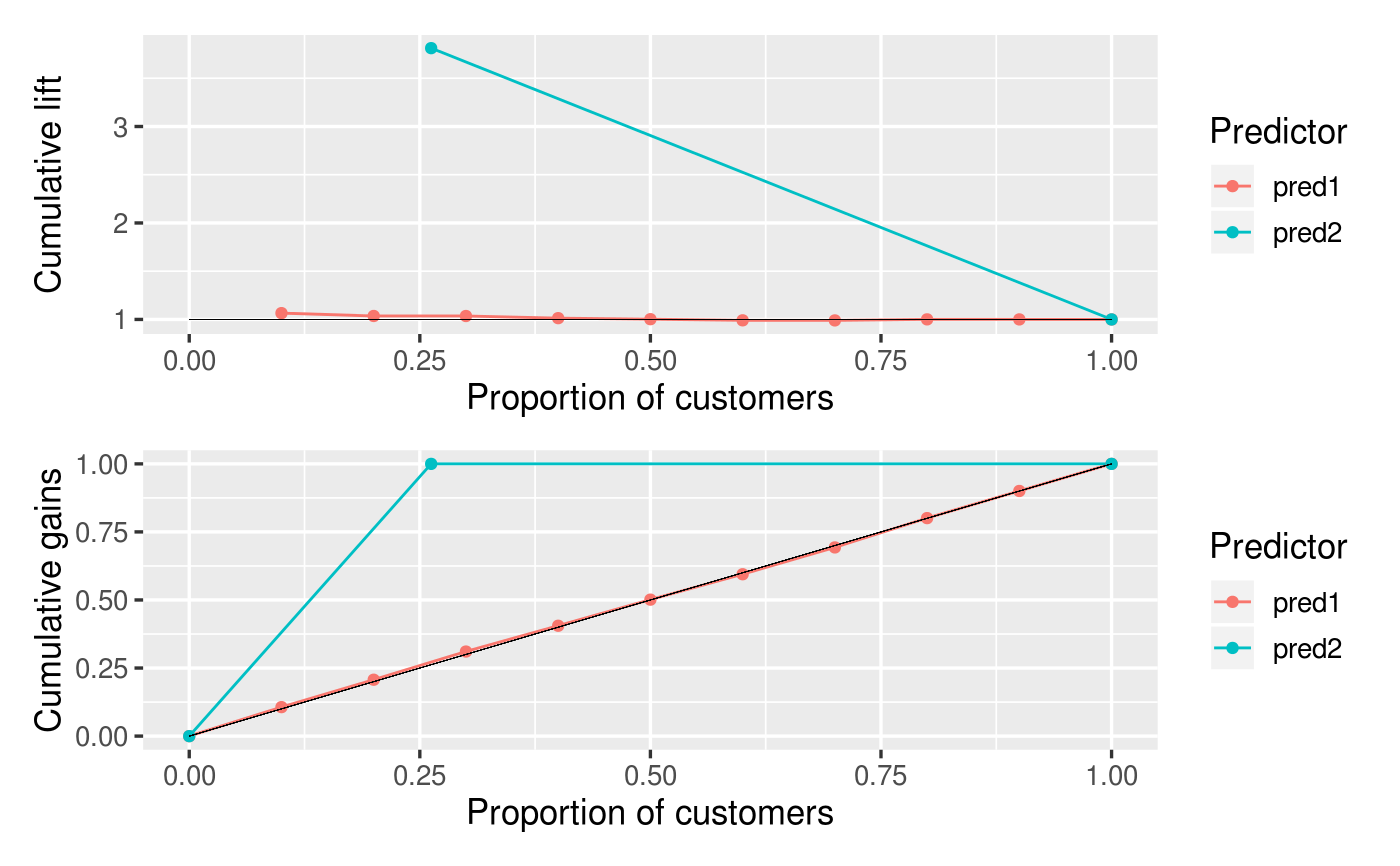 Cumulative lift
3
2
1
0.00 0.25 0.50 0.75 1.00
Proportion of customers
Predictor
pred1
pred2
Cumulative gains
1.00
0.75
0.50
0.25
0.00
0.00 0.25 0.50 0.75 1.00
Proportion of customers
Predictor
pred1
pred2